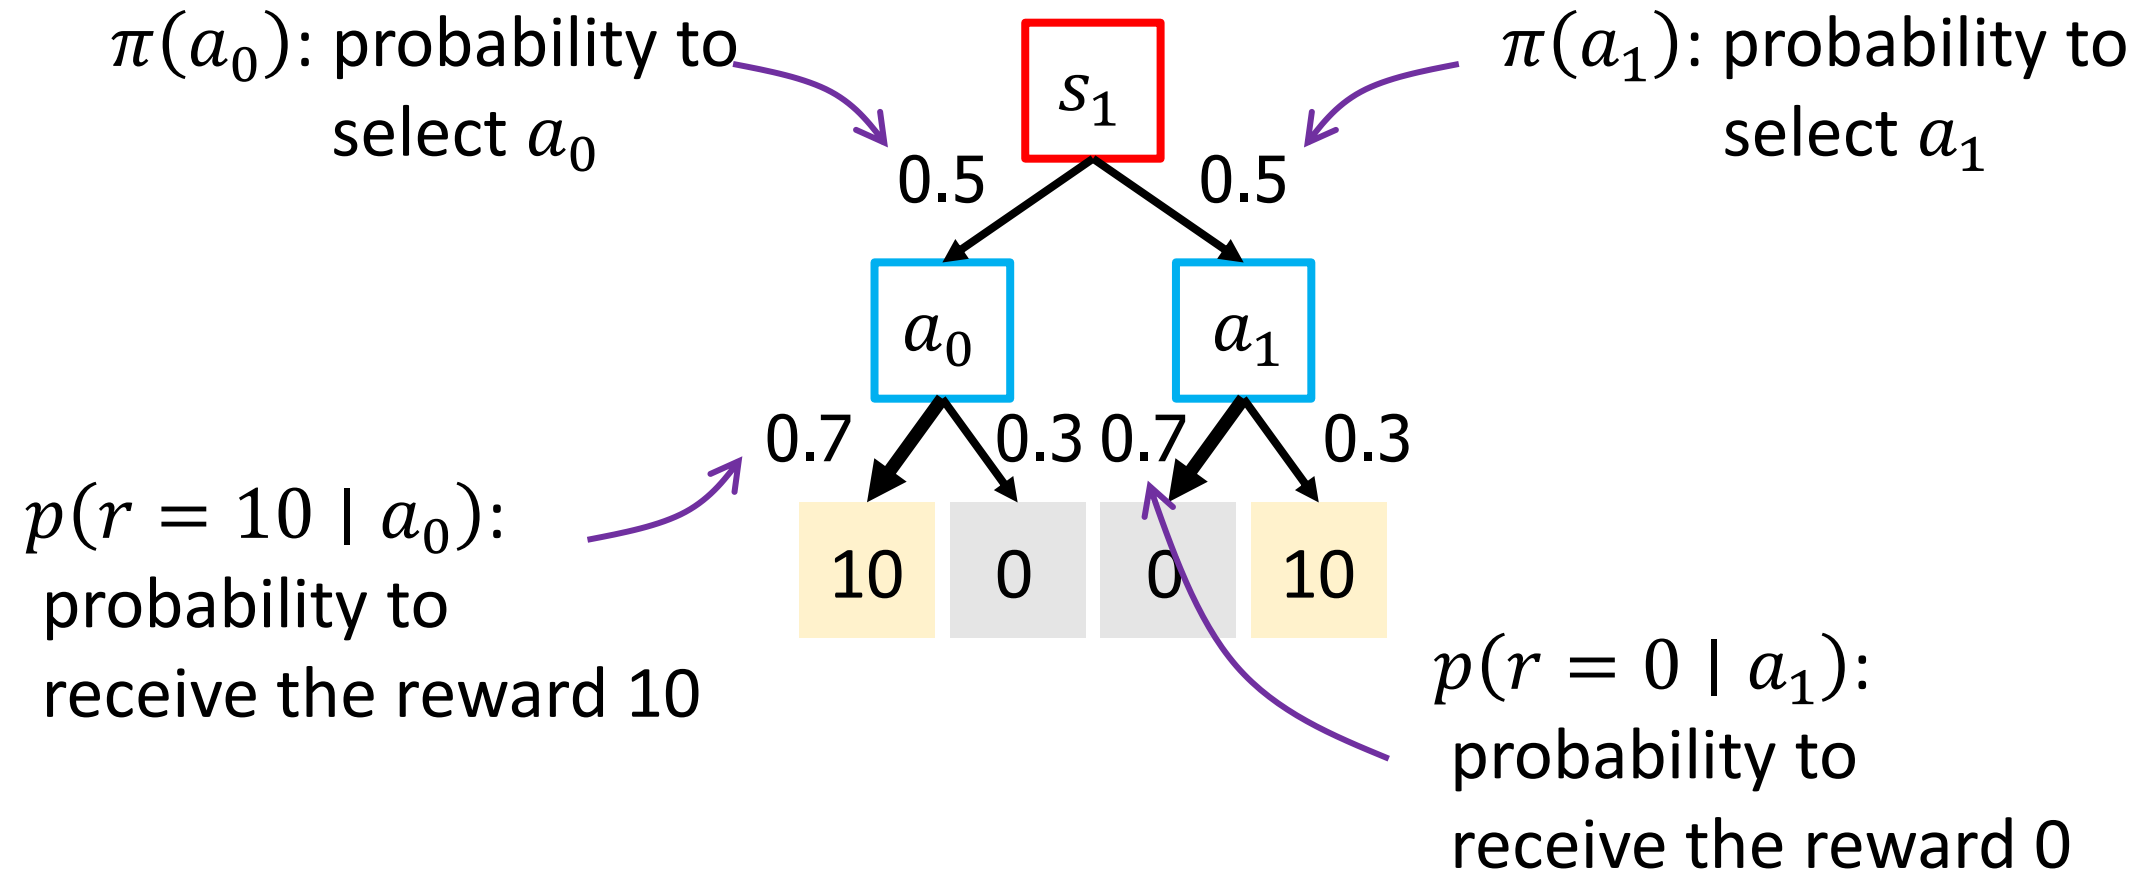 π(a₀): probability to
select a₀
π(a₁): probability to
select a₁
s₁
0.5
0.5
a₀
a₁
0.7
0.3
0.7
0.3
10
0
0
10
p(r = 10 | a₀):
probability to
receive the reward 10
p(r = 0 | a₁):
probability to
receive the reward 0